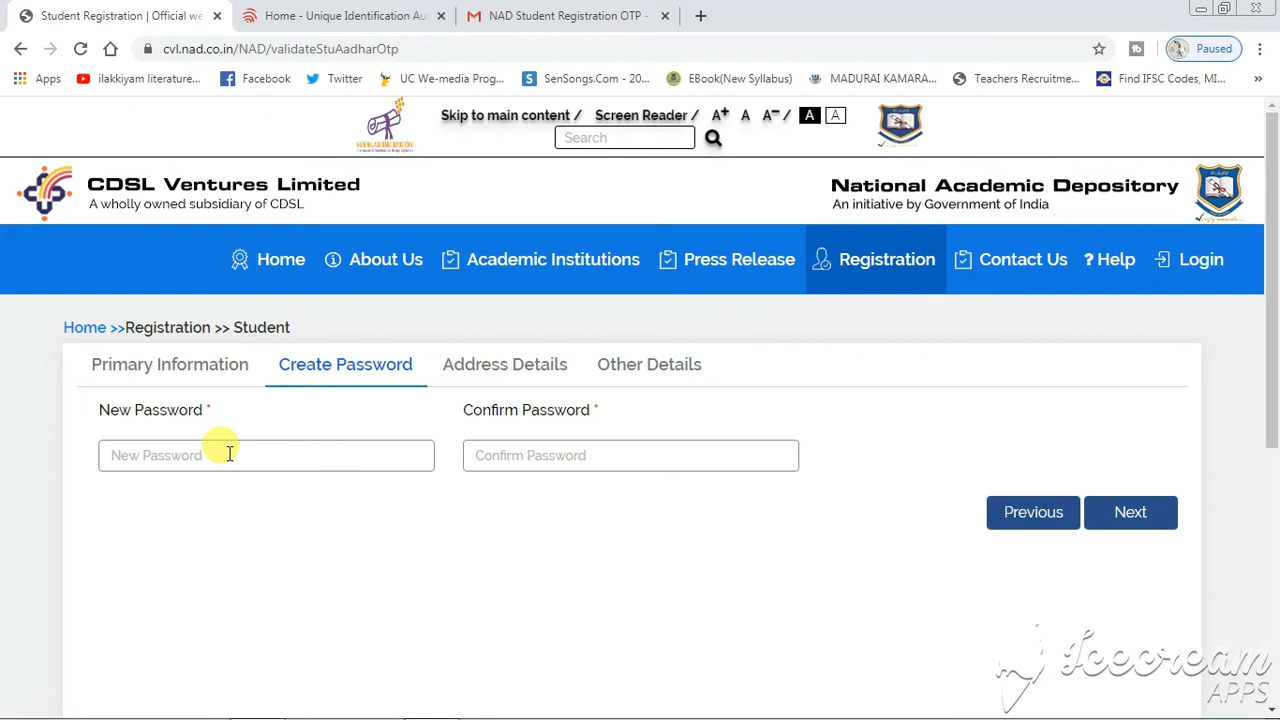 Student Registration | Official we
Home - Unique Identification Aut
NAD Student Registration OTP -
cvl.nad.co.in/NAD/validateStuAadharOtp
Paused
Apps
ilakkiyam literature...
Facebook
Twitter
UC We-media Prog...
SenSongs.Com - 20...
EBook(New Syllabus)
MADURAI KAMARA...
Teachers Recruitme...
Find IFSC Codes, MI...
»
Skip to main content /
Screen Reader /
A+
A
A− /
A
A
Search
CDSL Ventures Limited
A wholly owned subsidiary of CDSL
National Academic Depository
An initiative by Government of India
Home
About Us
Academic Institutions
Press Release
Registration
Contact Us
? Help
Login
Home >>Registration >> Student
Primary Information
Create Password
Address Details
Other Details
New Password *
Confirm Password *
New Password
Confirm Password
Previous
Next
Icecream
APPS